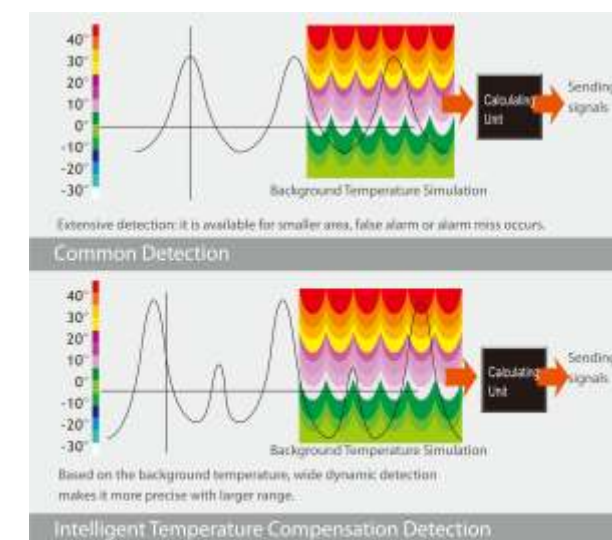 40°
30°
20°
10°
0°
-10°
-20°
-30°
Calculating
Unit
Sending
signals
Background Temperature Simulation
Extensive detection: it is available for smaller area, false alarm or alarm miss occurs.
Common Detection
40°
30°
20°
10°
0°
-10°
-20°
-30°
Calculating
Unit
Sending
signals
Background Temperature Simulation
Based on the background temperature, wide dynamic detection
makes it more precise with larger range.
Intelligent Temperature Compensation Detection